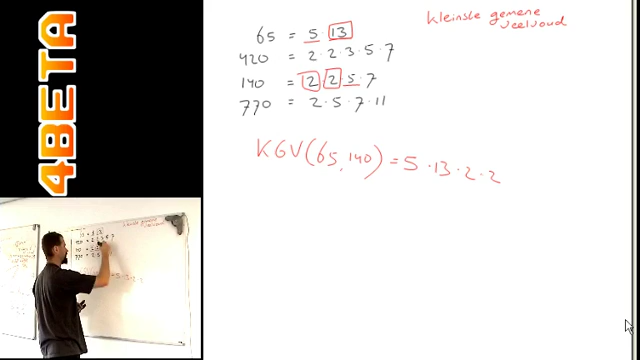 4BETA
kleinste gemene
veelvoud
65 = 5 · 13
420 = 2 · 2 · 3 · 5 · 7
140 = 2 · 2 · 5 · 7
770 = 2 · 5 · 7 · 11
KGV(65, 140) = 5 · 13 · 2 · 2